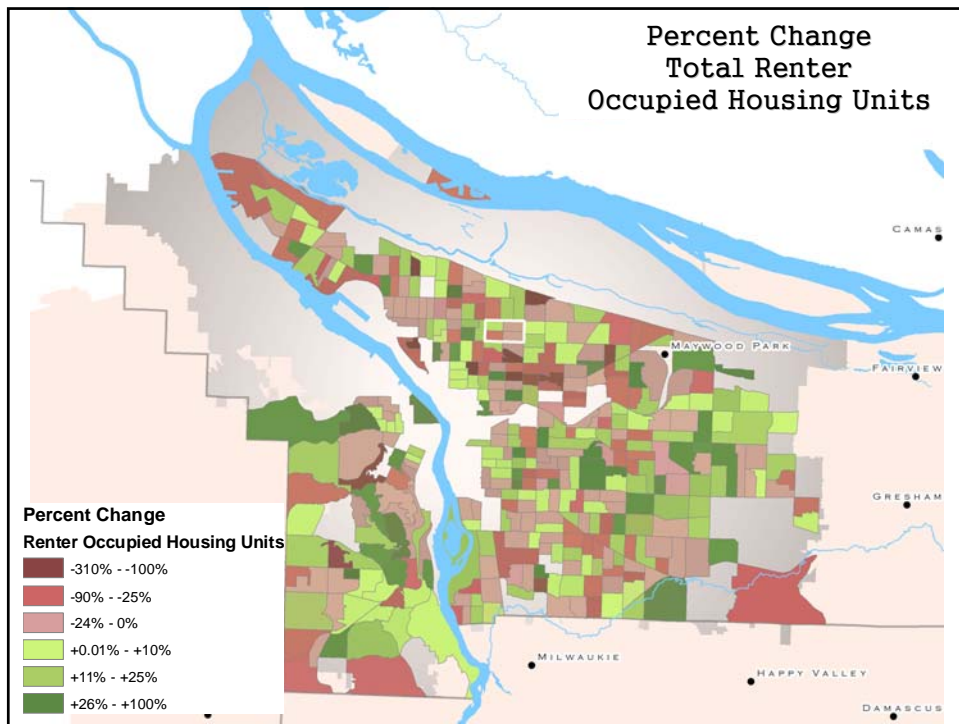 Percent Change
Total Renter
Occupied Housing Units
CAMAS
MAYWOOD PARK
FAIRVIEW
GRESHAM
Percent Change
Renter Occupied Housing Units
-310% - -100%
-90% - -25%
-24% - 0%
+0.01% - +10%
+11% - +25%
+26% - +100%
MILWAUKIE
HAPPY VALLEY
DAMASCUS